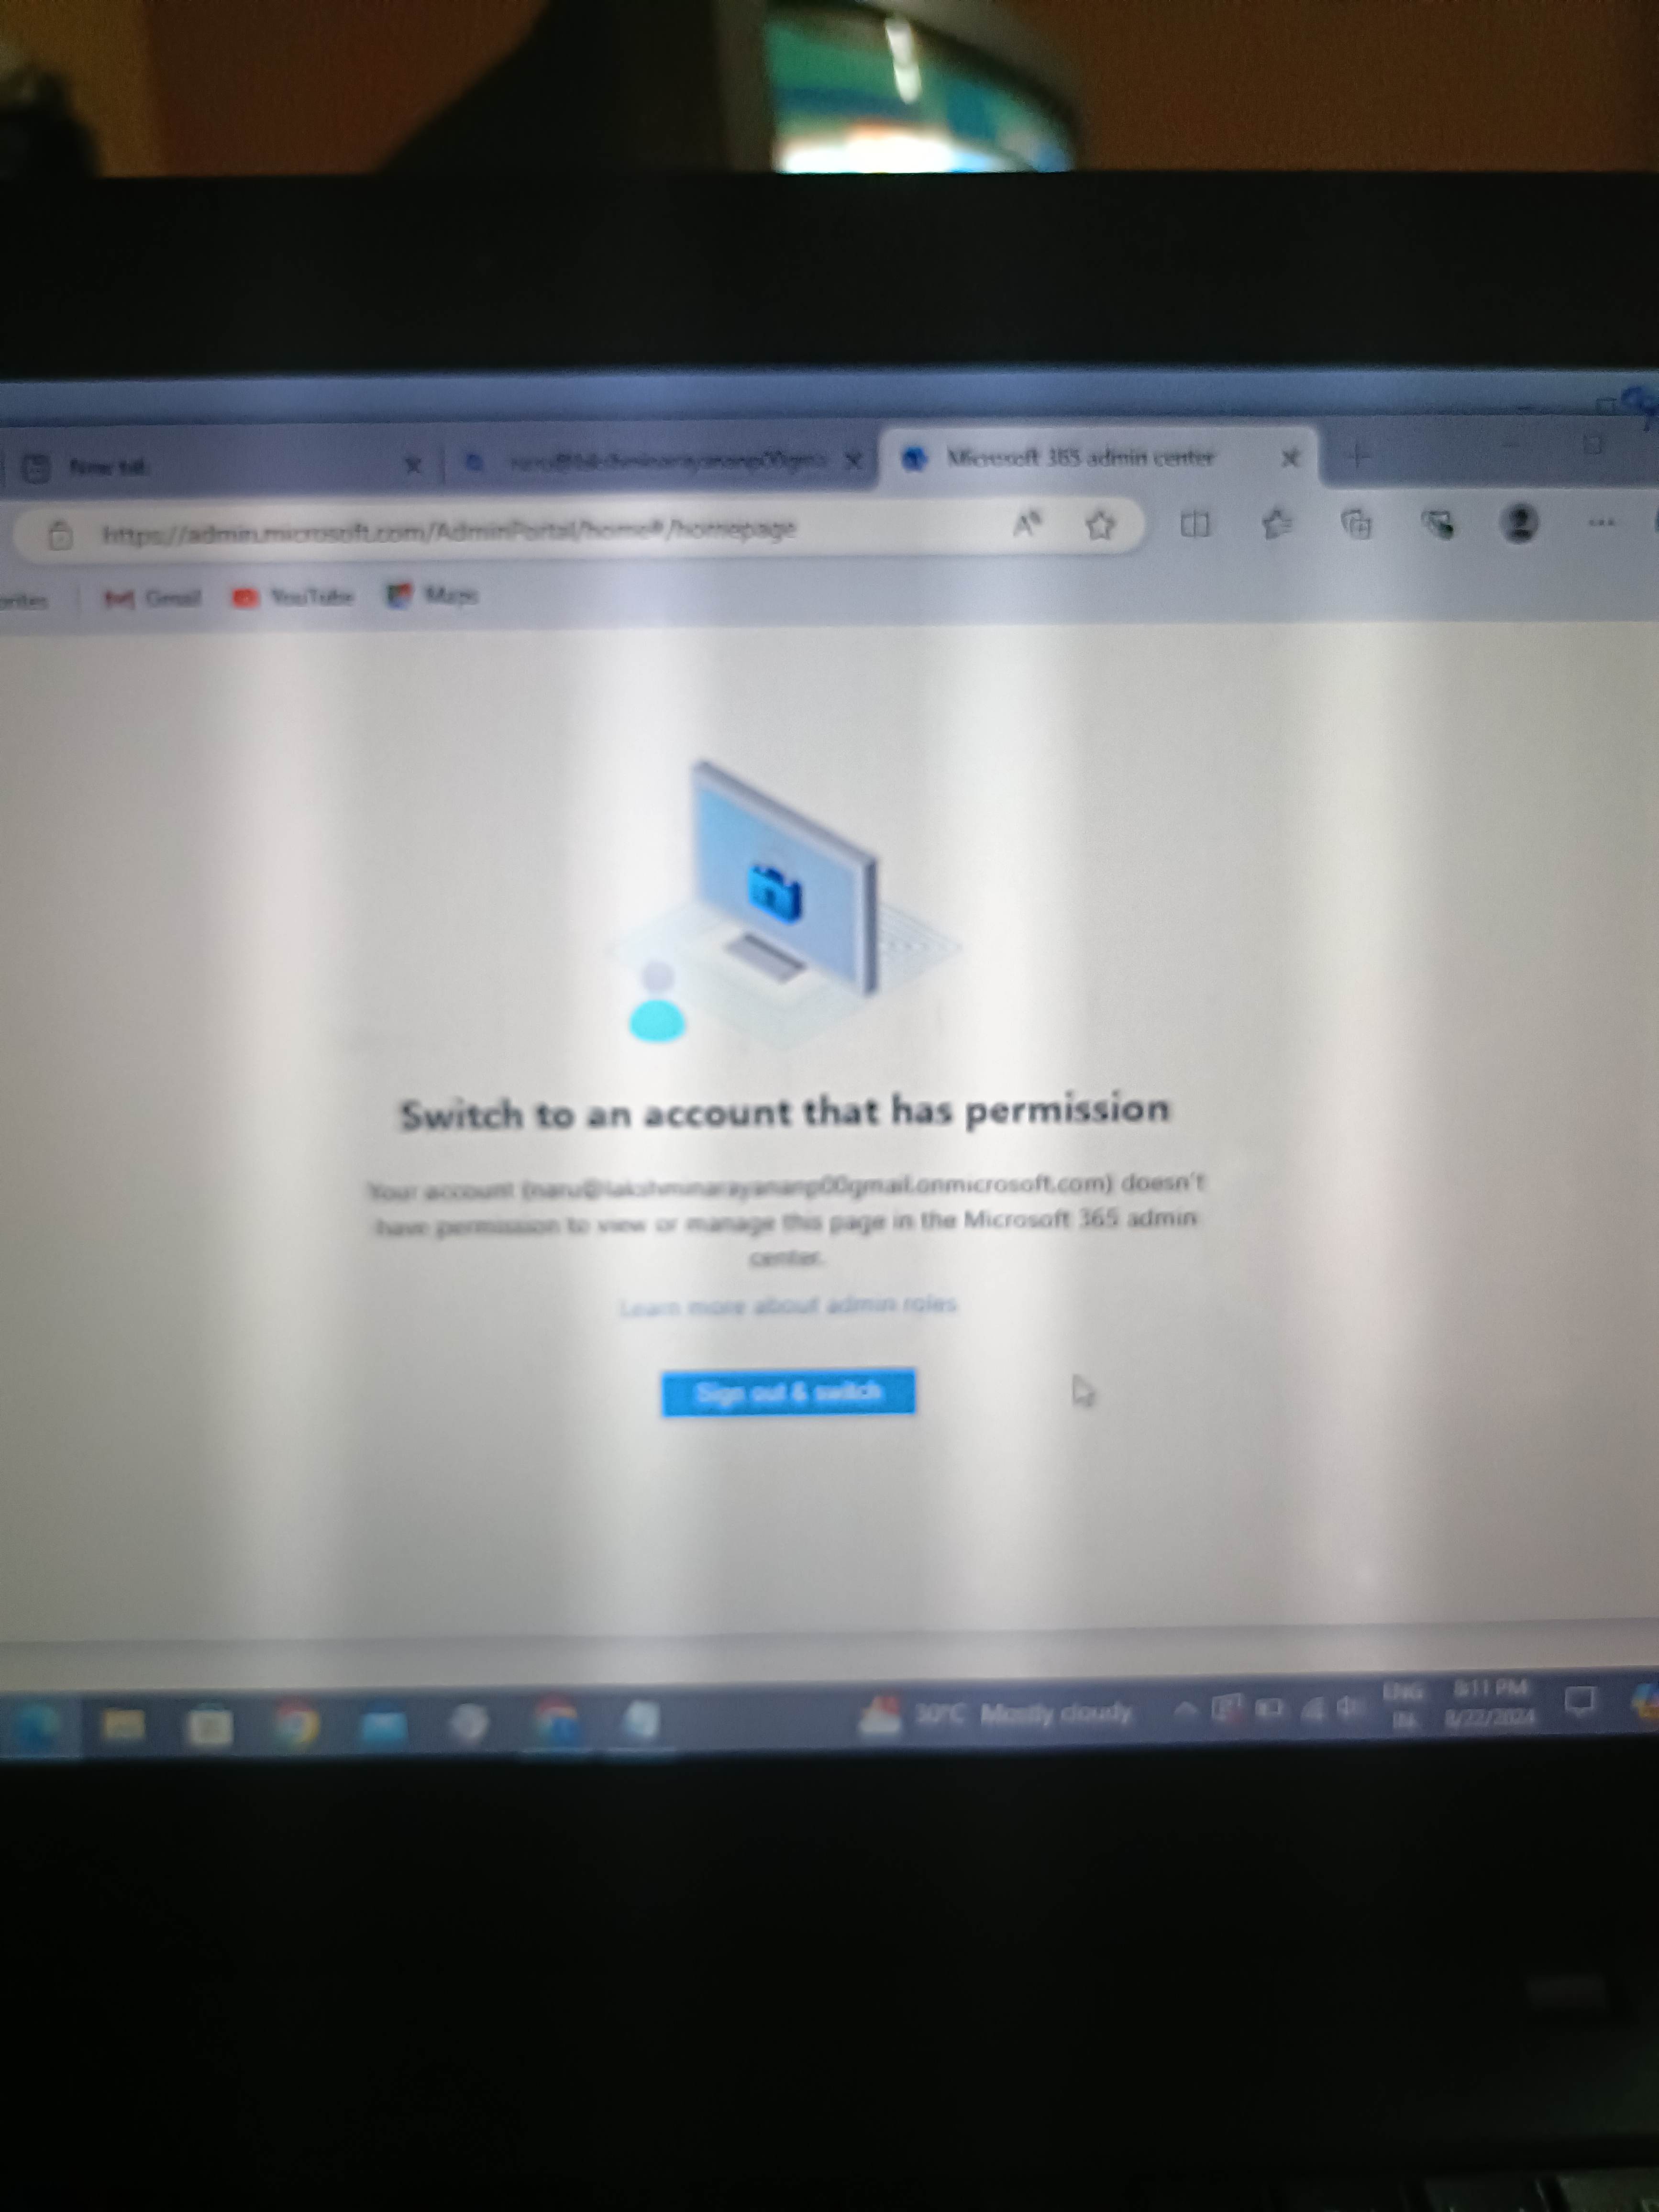 New tab
Microsoft 365 admin center
https://admin.microsoft.com/AdminPortal/home#/homepage
orites
Gmail
YouTube
Maps
Switch to an account that has permission
Your account (naru@lakshminarayananp00gmail.onmicrosoft.com) doesn't
have permission to view or manage this page in the Microsoft 365 admin
center.
Learn more about admin roles
Sign out & switch
30°C Mostly cloudy
ENG
IN
8:11 PM
8/22/2024